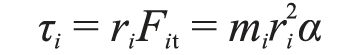 τᵢ = rᵢFᵢₜ = mᵢrᵢ²α